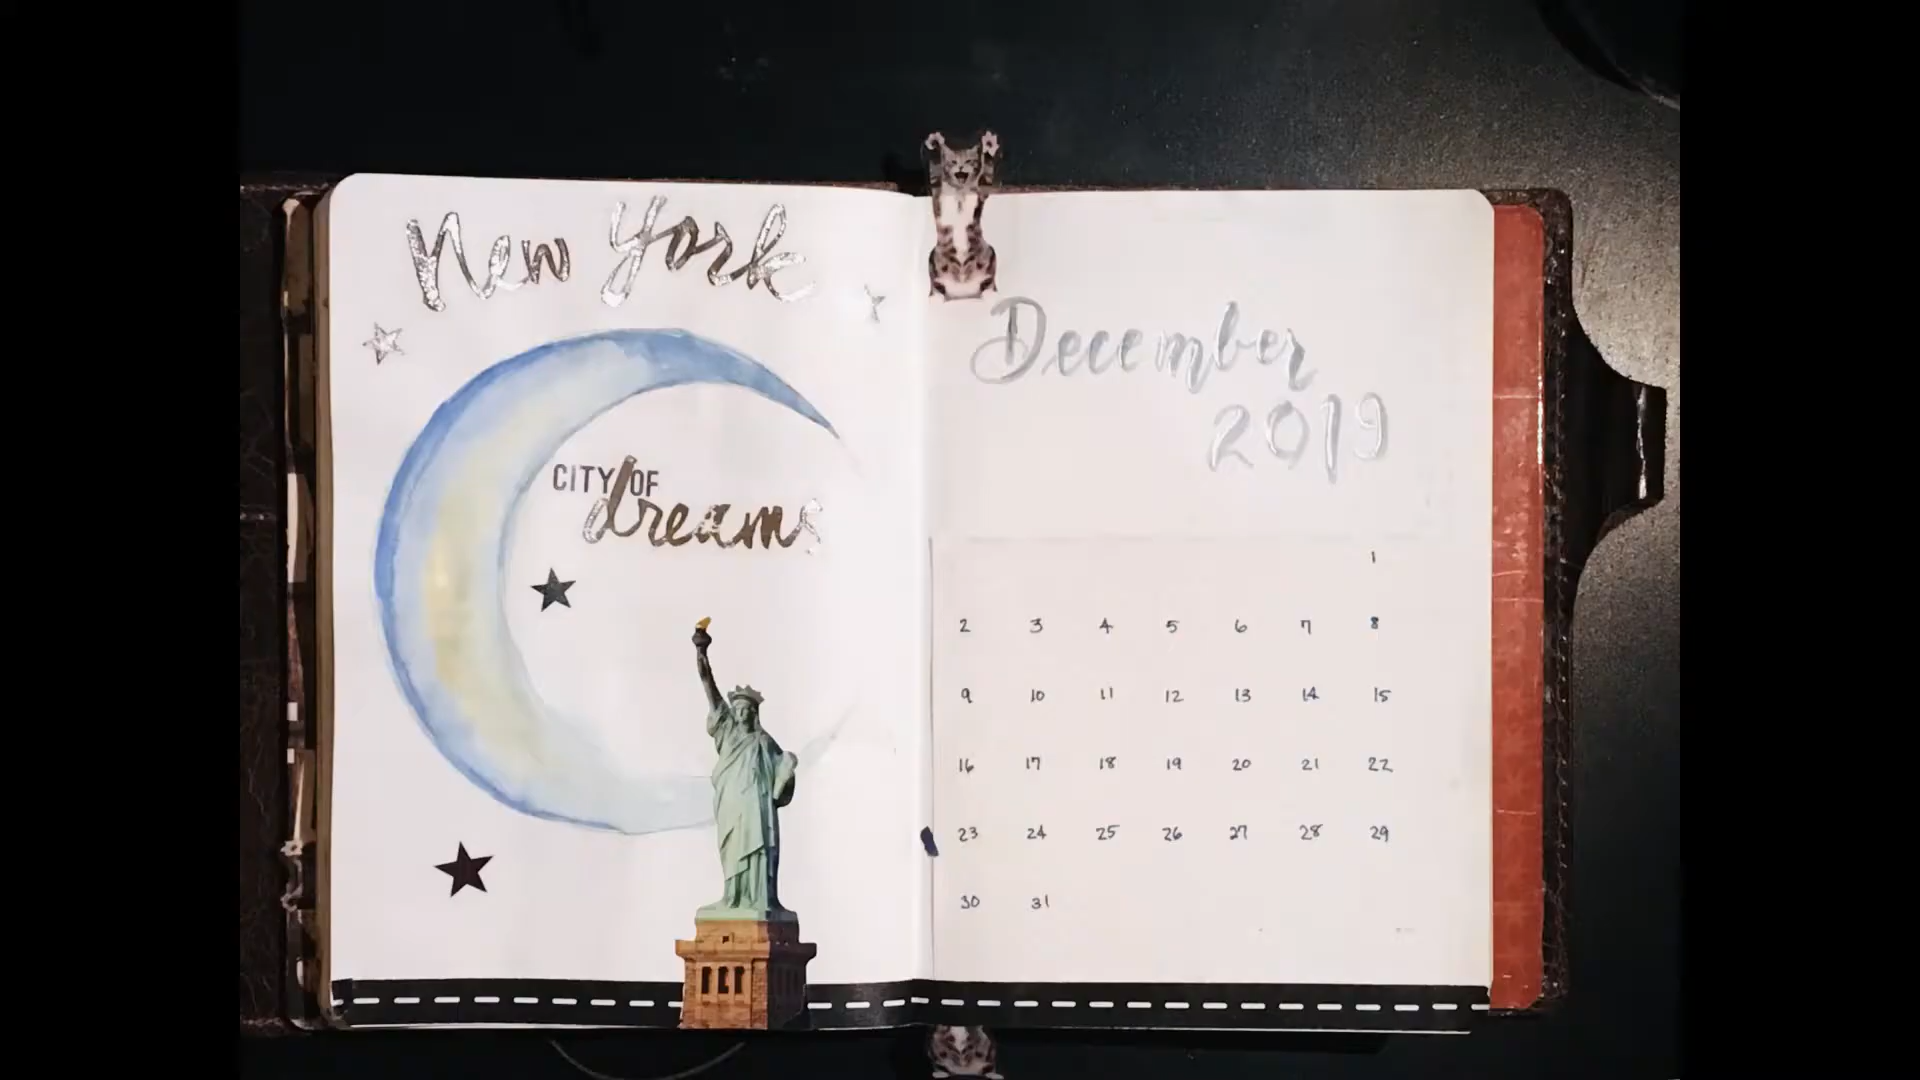 New York
CITY OF
dreams
December
2019
1
2 3 4 5 6 7 8
9 10 11 12 13 14 15
16 17 18 19 20 21 22
23 24 25 26 27 28 29
30 31